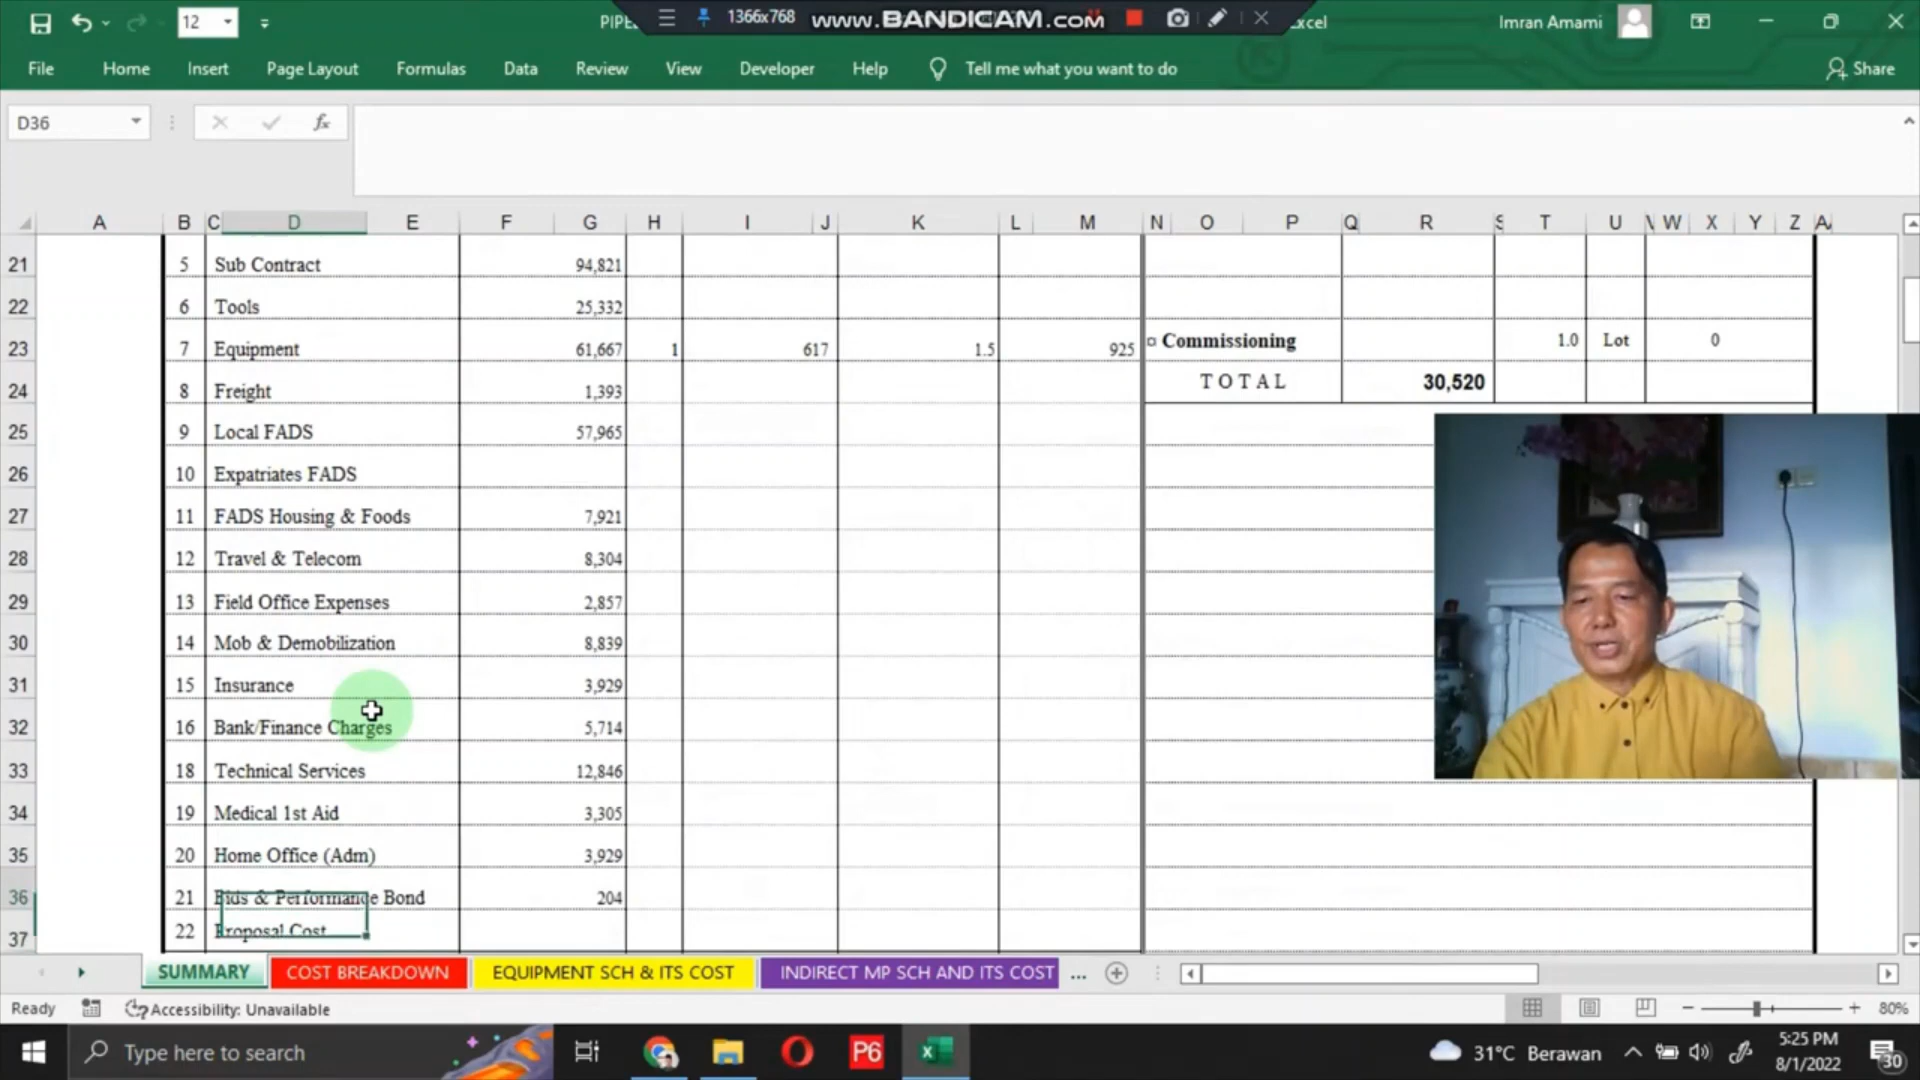 12
PIPE
1366x768
www.BANDICAM.com
Excel
Imran Amami
File Home Insert Page Layout Formulas Data Review View Developer Help Tell me what you want to do Share
D36 fx
A B C D E F G H I J K L M N O P Q R S T U V W X Y Z AA
21 5 Sub Contract 94,821
22 6 Tools 25,332
23 7 Equipment 61,667 1 617 1.5 925 ¤ Commissioning 1.0 Lot 0
24 8 Freight 1,393 TOTAL 30,520
25 9 Local FADS 57,965
26 10 Expatriates FADS
27 11 FADS Housing & Foods 7,921
28 12 Travel & Telecom 8,304
29 13 Field Office Expenses 2,857
30 14 Mob & Demobilization 8,839
31 15 Insurance 3,929
32 16 Bank/Finance Charges 5,714
33 18 Technical Services 12,846
34 19 Medical 1st Aid 3,305
35 20 Home Office (Adm) 3,929
36 21 Bids & Performance Bond 204
37 22 Proposal Cost
SUMMARY COST BREAKDOWN EQUIPMENT SCH & ITS COST INDIRECT MP SCH AND ITS COST ...
Ready Accessibility: Unavailable 80%
Type here to search P6 31°C Berawan 5:25 PM
8/1/2022 30